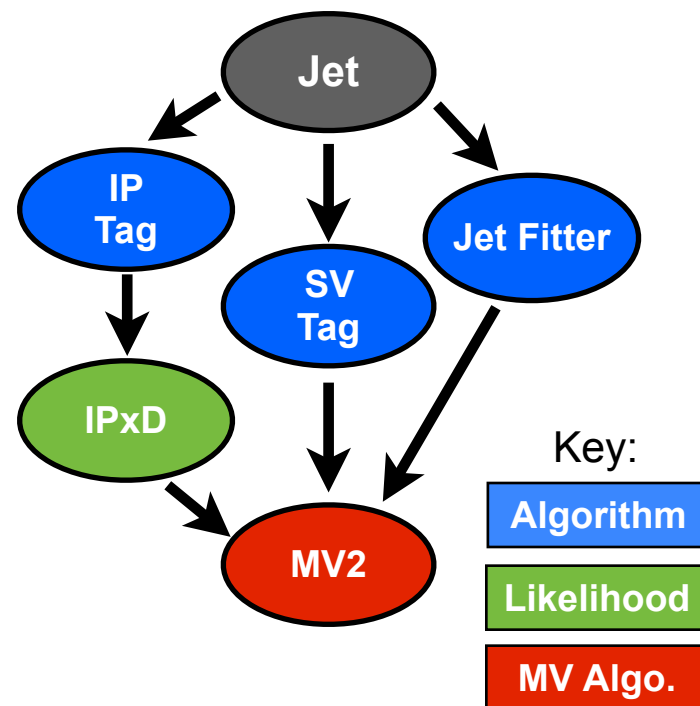 Jet
IP
Tag
Jet Fitter
SV
Tag
IPxD
MV2
Key:
Algorithm
Likelihood
MV Algo.